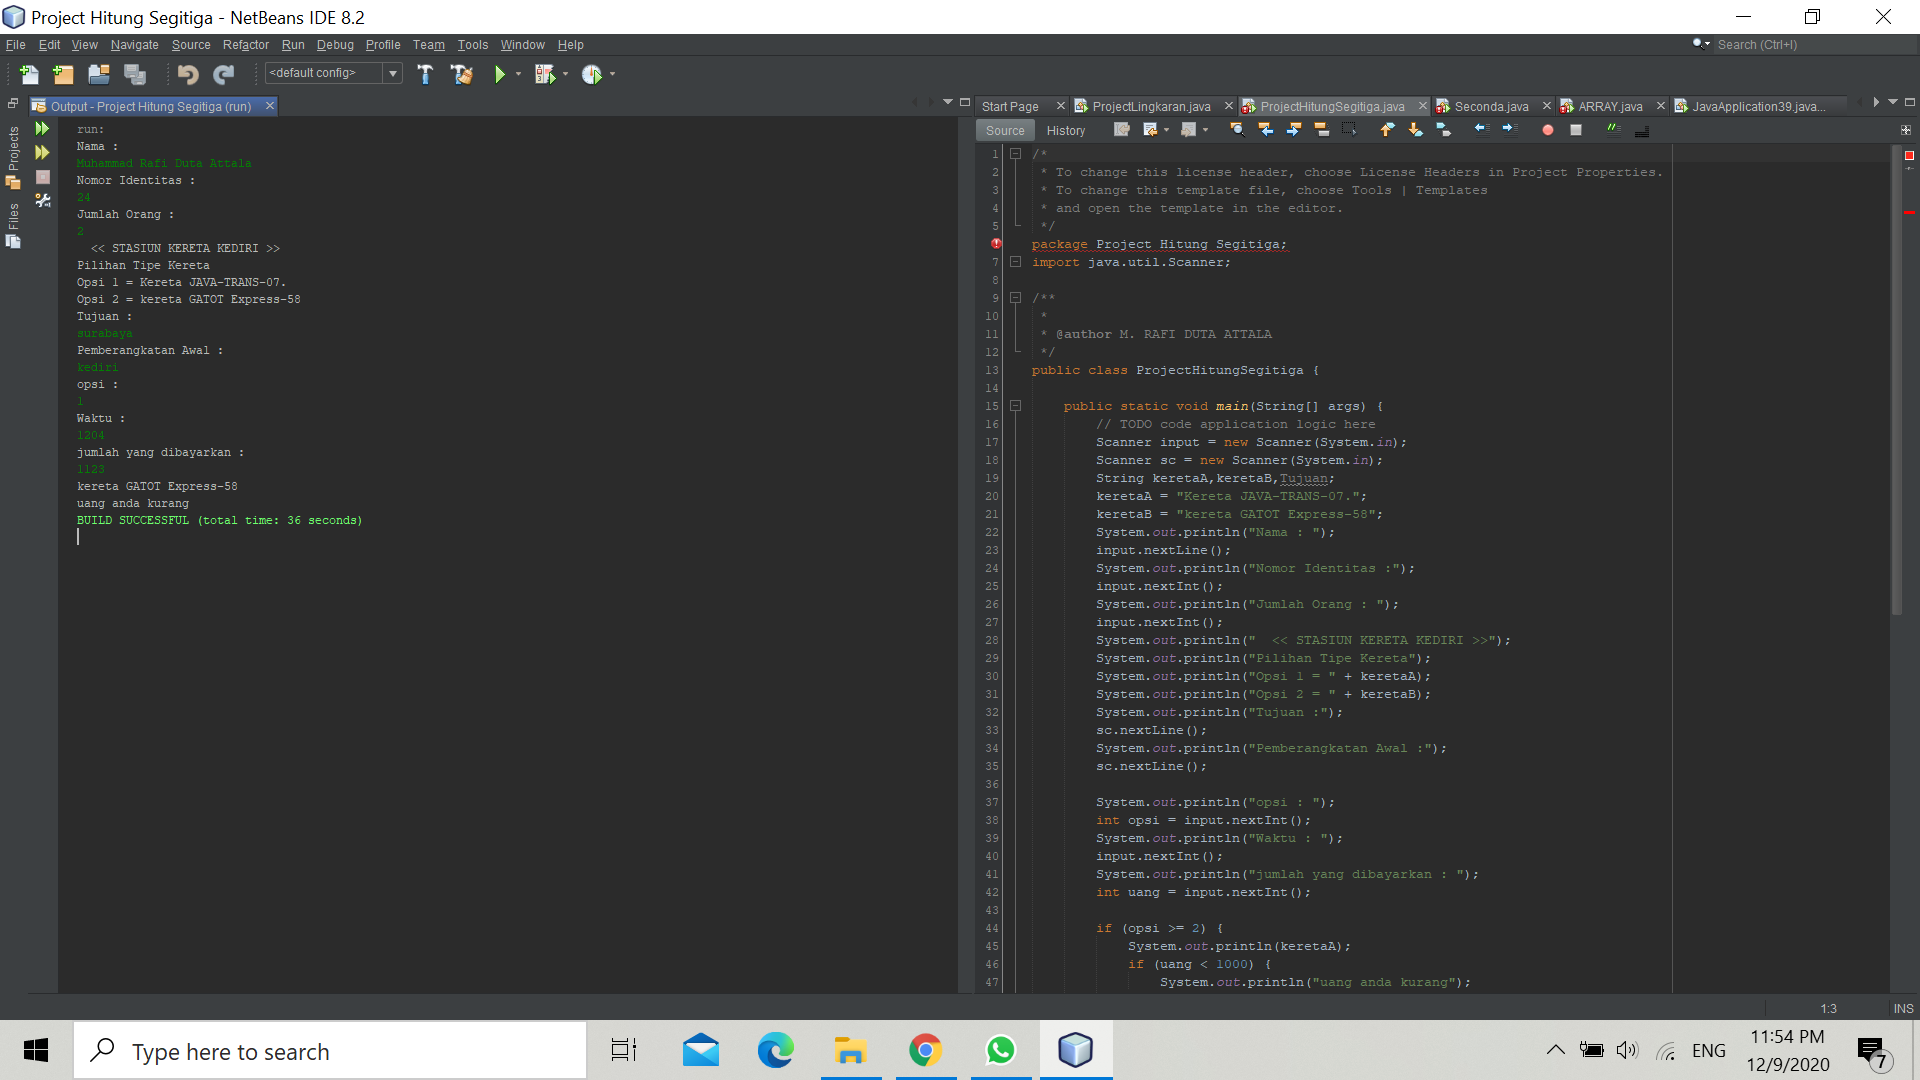 Project Hitung Segitiga - NetBeans IDE 8.2
File Edit View Navigate Source Refactor Run Debug Profile Team Tools Window Help
Search (Ctrl+I)
<default config>
Output - Project Hitung Segitiga (run)
Projects
Files
run:
Nama :
Muhammad Rafi Duta Attala
Nomor Identitas :
24
Jumlah Orang :
2
<< STASIUN KERETA KEDIRI >>
Pilihan Tipe Kereta
Opsi 1 = Kereta JAVA-TRANS-07.
Opsi 2 = kereta GATOT Express-58
Tujuan :
surabaya
Pemberangkatan Awal :
kediri
opsi :
1
Waktu :
1204
jumlah yang dibayarkan :
1123
kereta GATOT Express-58
uang anda kurang
BUILD SUCCESSFUL (total time: 36 seconds)
Start Page ProjectLingkaran.java ProjectHitungSegitiga.java Seconda.java ARRAY.java JavaApplication39.java...
Source History
1 /*
2 * To change this license header, choose License Headers in Project Properties.
3 * To change this template file, choose Tools | Templates
4 * and open the template in the editor.
5 */
package Project Hitung Segitiga;
7 import java.util.Scanner;
8
9 /**
10 *
11 * @author M. RAFI DUTA ATTALA
12 */
13 public class ProjectHitungSegitiga {
14
15 public static void main(String[] args) {
16 // TODO code application logic here
17 Scanner input = new Scanner(System.in);
18 Scanner sc = new Scanner(System.in);
19 String keretaA,keretaB,Tujuan;
20 keretaA = "Kereta JAVA-TRANS-07.";
21 keretaB = "kereta GATOT Express-58";
22 System.out.println("Nama : ");
23 input.nextLine();
24 System.out.println("Nomor Identitas :");
25 input.nextInt();
26 System.out.println("Jumlah Orang : ");
27 input.nextInt();
28 System.out.println("  << STASIUN KERETA KEDIRI >>");
29 System.out.println("Pilihan Tipe Kereta");
30 System.out.println("Opsi 1 = " + keretaA);
31 System.out.println("Opsi 2 = " + keretaB);
32 System.out.println("Tujuan :");
33 sc.nextLine();
34 System.out.println("Pemberangkatan Awal :");
35 sc.nextLine();
36
37 System.out.println("opsi : ");
38 int opsi = input.nextInt();
39 System.out.println("Waktu : ");
40 input.nextInt();
41 System.out.println("jumlah yang dibayarkan : ");
42 int uang = input.nextInt();
43
44 if (opsi >= 2) {
45 System.out.println(keretaA);
46 if (uang < 1000) {
47 System.out.println("uang anda kurang");
1:3 INS
Type here to search
ENG
11:54 PM
12/9/2020
7